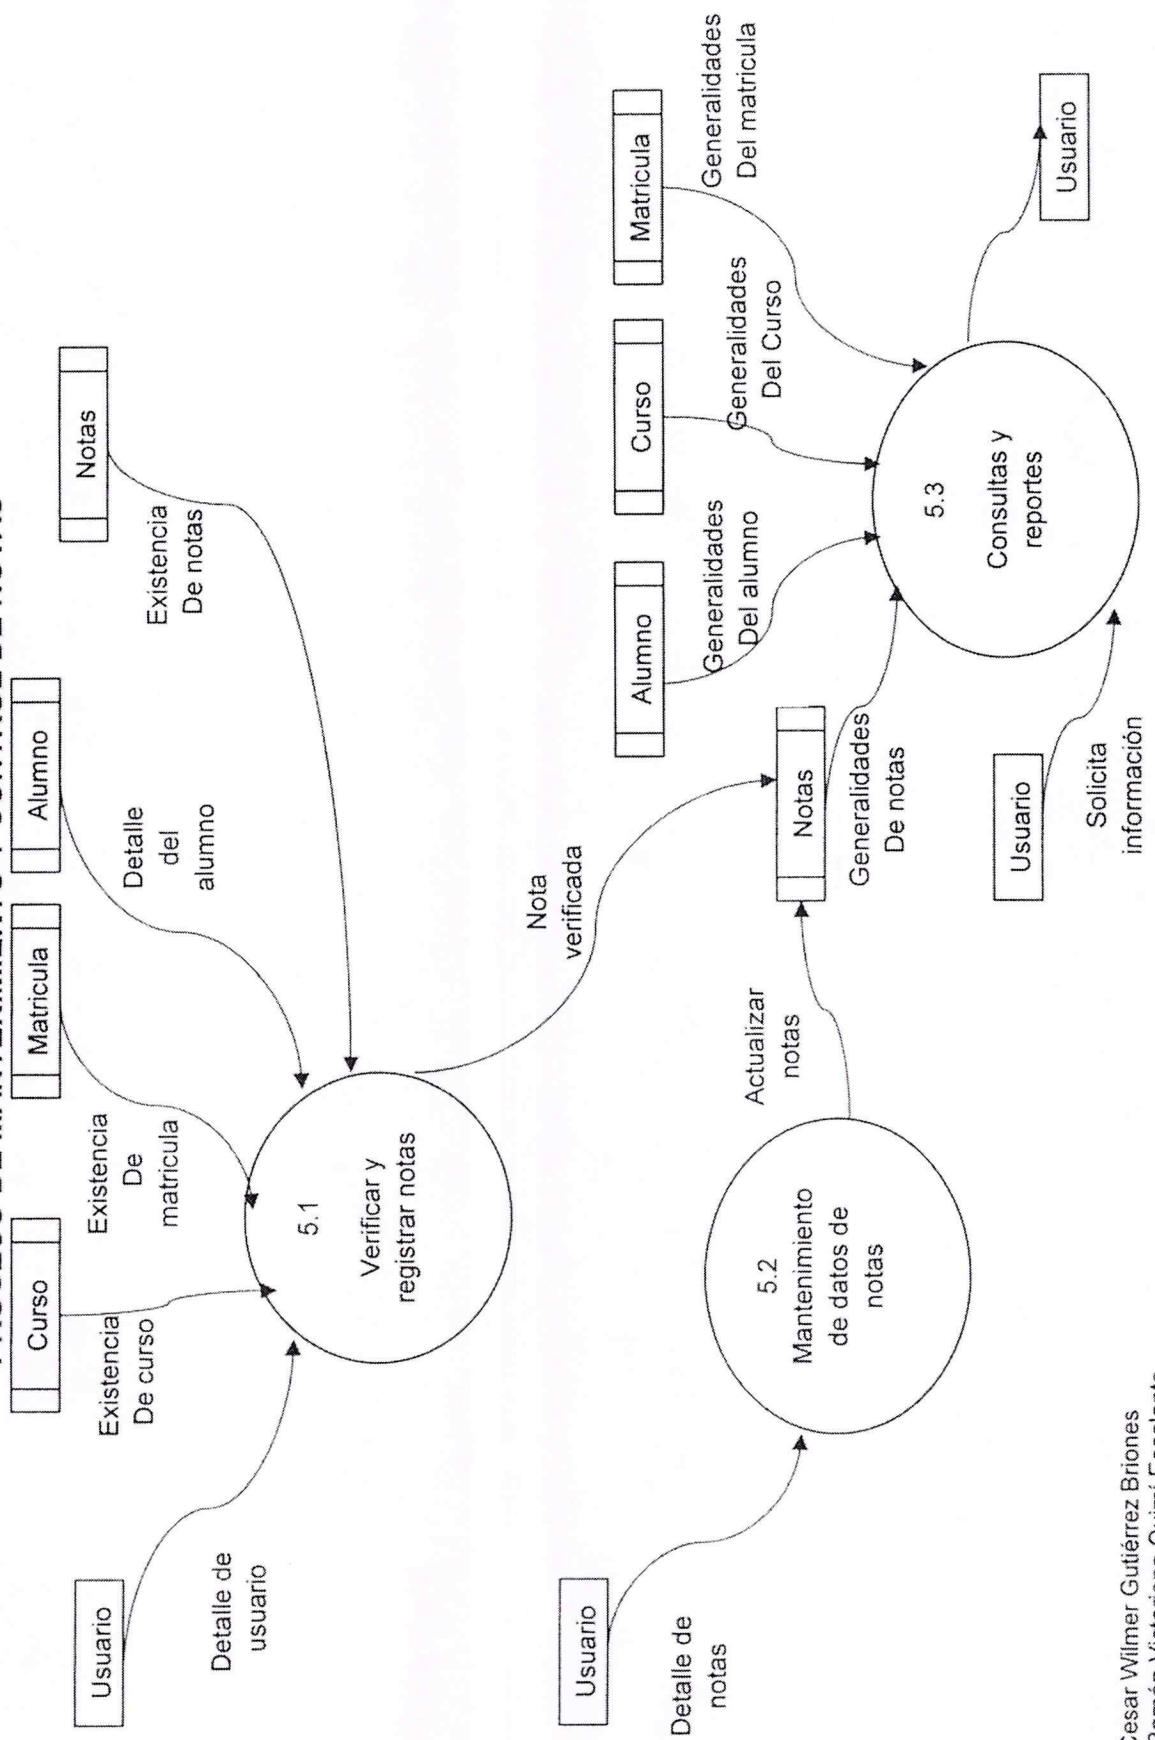 Notas
Alumno
Matricula
Curso
Existencia
De notas
Detalle
del
alumno
Existencia
De
matricula
Existencia
De curso
Usuario
Detalle de
usuario
5.1
Verificar y
registrar notas
Nota
verificada
Matricula
Curso
Alumno
Generalidades
Del matricula
Generalidades
Del Curso
Generalidades
Del alumno
Usuario
Detalle de
notas
5.2
Mantenimiento
de datos de
notas
Actualizar
notas
Notas
Generalidades
De notas
5.3
Consultas y
reportes
Usuario
Usuario
Solicita
información
Cesar Wilmer Gutiérrez Briones